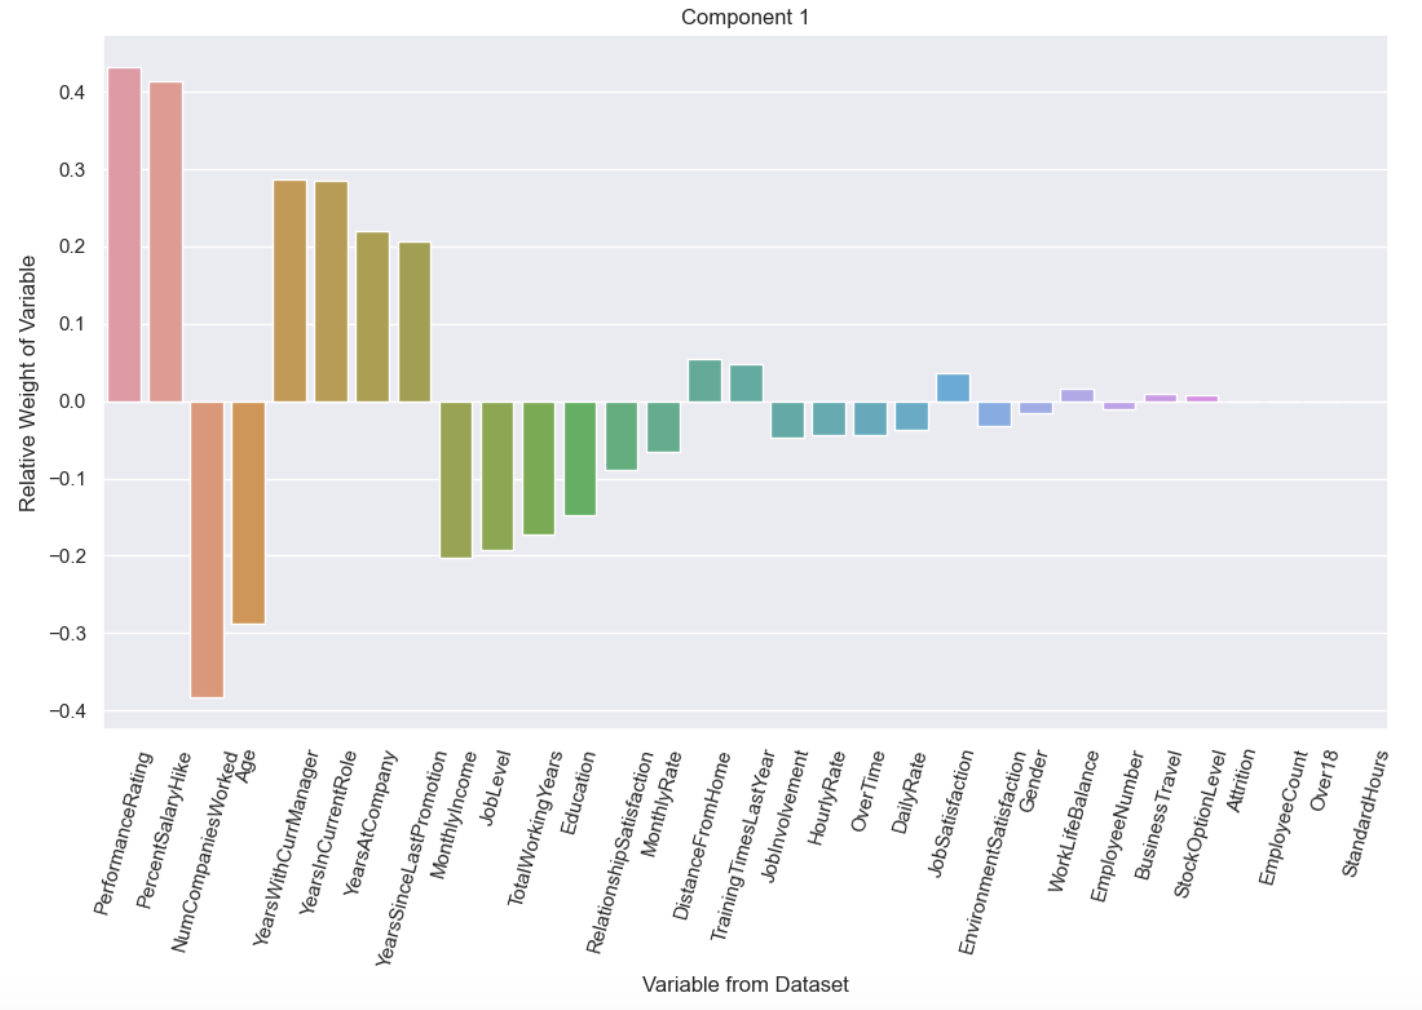 Component 1
0.4
0.3
0.2
0.1
0.0
−0.1
−0.2
−0.3
−0.4
Relative Weight of Variable
PerformanceRating
PercentSalaryHike
NumCompaniesWorked
Age
YearsWithCurrManager
YearsInCurrentRole
YearsAtCompany
YearsSinceLastPromotion
MonthlyIncome
JobLevel
TotalWorkingYears
Education
RelationshipSatisfaction
MonthlyRate
DistanceFromHome
TrainingTimesLastYear
JobInvolvement
HourlyRate
OverTime
DailyRate
JobSatisfaction
EnvironmentSatisfaction
Gender
WorkLifeBalance
EmployeeNumber
BusinessTravel
StockOptionLevel
Attrition
EmployeeCount
Over18
StandardHours
Variable from Dataset